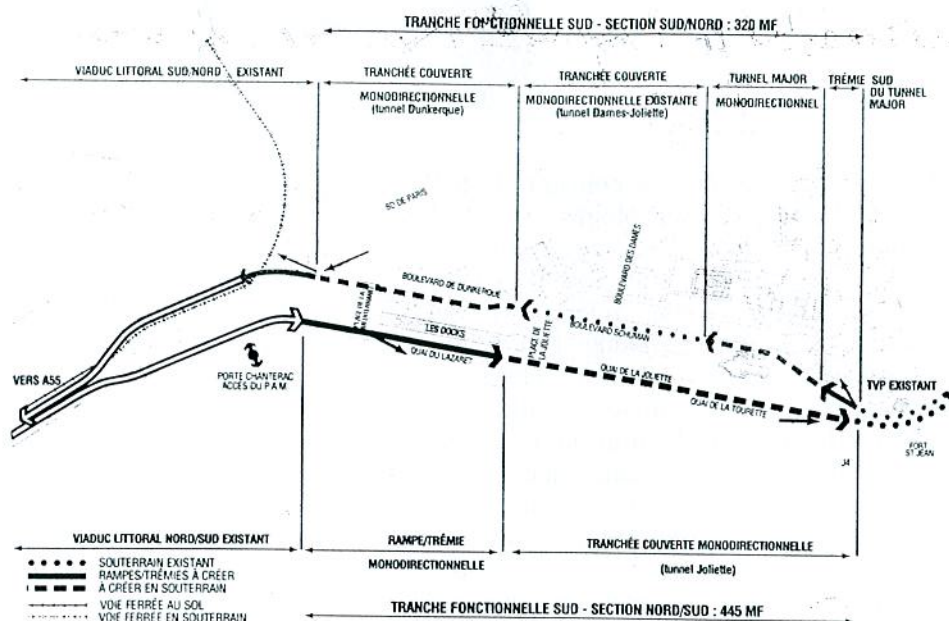 TRANCHE FONCTIONNELLE SUD - SECTION SUD/NORD : 320 MF
VIADUC LITTORAL SUD/NORD EXISTANT
TRANCHÉE COUVERTE
MONODIRECTIONNELLE
(tunnel Dunkerque)
TRANCHÉE COUVERTE
MONODIRECTIONNELLE EXISTANTE
(tunnel Dames-Joliette)
TUNNEL MAJOR
MONODIRECTIONNEL
TRÉMIE SUD
DU TUNNEL
MAJOR
BD DE PARIS
BOULEVARD DES DAMES
BOULEVARD DE DUNKERQUE
PLACE DE LA
LES DOCKS
PLACE DE
LA JOLIETTE
BOULEVARD SCHUMAN
QUAI DU LAZARET
QUAI DE LA JOLIETTE
QUAI DE LA TOURETTE
VERS A55
PORTE CHANTERAC
ACCÈS DU P.A.M.
TVP EXISTANT
FORT
ST JEAN
J4
VIADUC LITTORAL NORD/SUD EXISTANT
RAMPE/TRÉMIE
MONODIRECTIONNELLE
TRANCHÉE COUVERTE MONODIRECTIONNELLE
(tunnel Joliette)
SOUTERRAIN EXISTANT
RAMPES/TRÉMIES À CRÉER
À CRÉER EN SOUTERRAIN
VOIE FERRÉE AU SOL
VOIE FERRÉE EN SOUTERRAIN
TRANCHE FONCTIONNELLE SUD - SECTION NORD/SUD : 445 MF